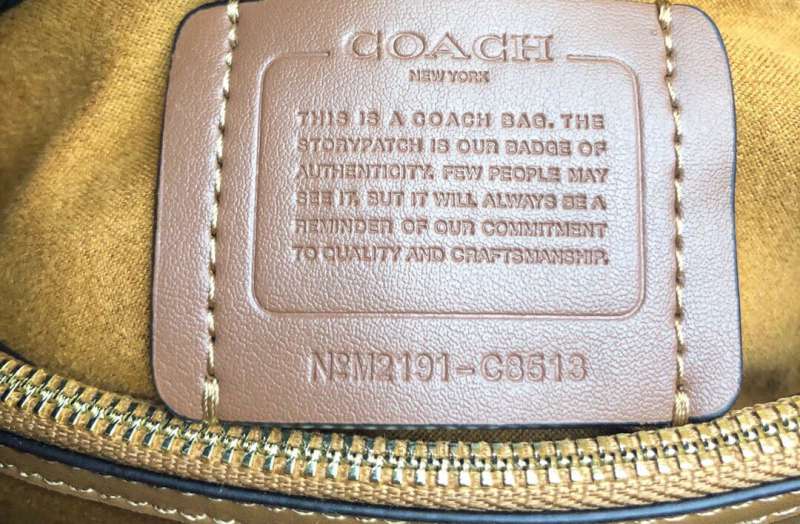 COACH
NEW YORK
THIS IS A COACH BAG. THE
STORYPATCH IS OUR BADGE OF
AUTHENTICITY. FEW PEOPLE MAY
SEE IT. BUT IT WILL ALWAYS BE A
REMINDER OF OUR COMMITMENT
TO QUALITY AND CRAFTSMANSHIP.
NºM2191-C8513